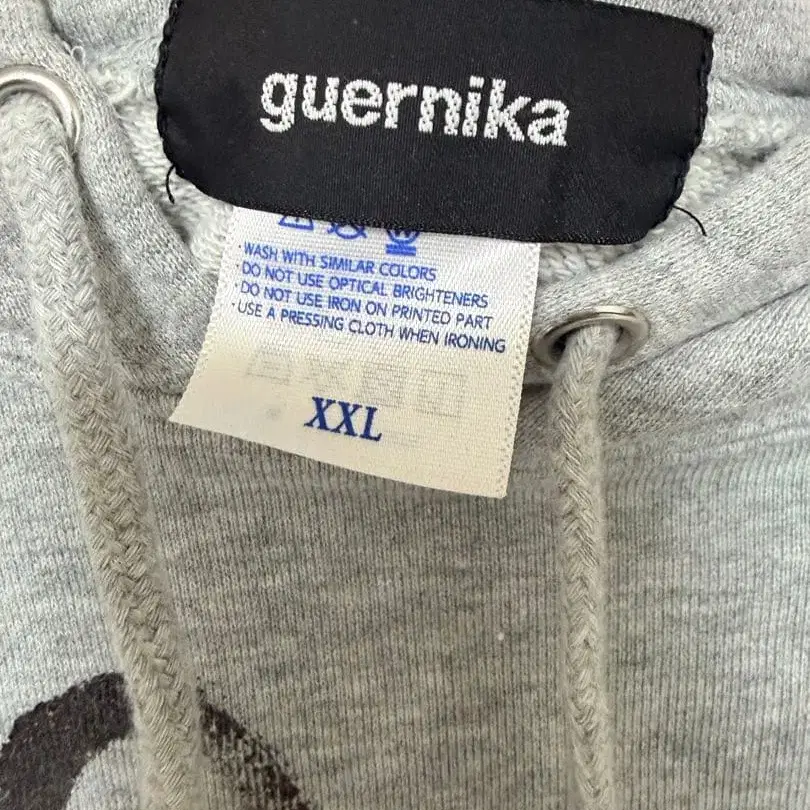 guernika
·WASH WITH SIMILAR COLORS
·DO NOT USE OPTICAL BRIGHTENERS
·DO NOT USE IRON ON PRINTED PART
·USE A PRESSING CLOTH WHEN IRONING
XXL